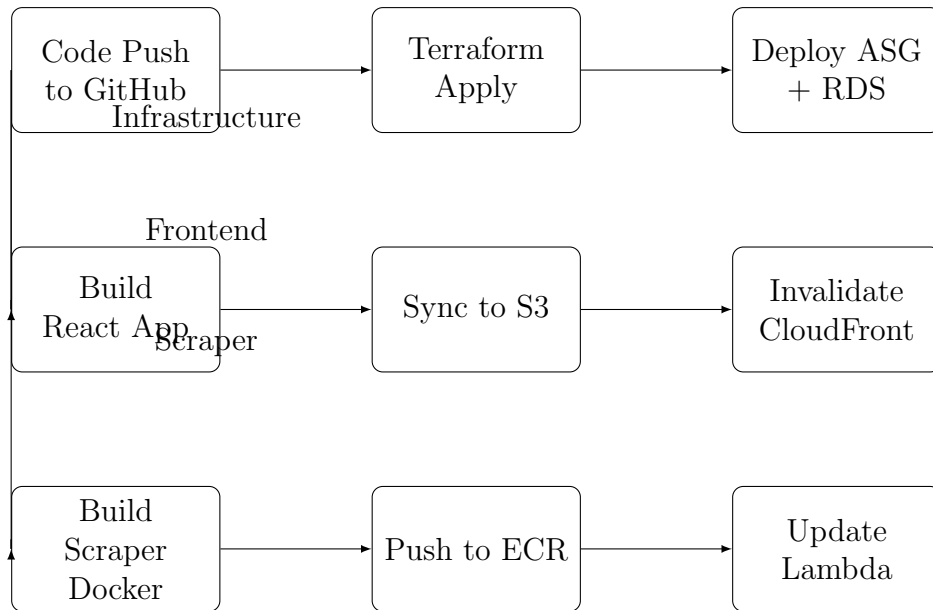 Code Push
to GitHub
Terraform
Apply
Deploy ASG
+ RDS
Infrastructure
Frontend
Build
React App
Sync to S3
Invalidate
CloudFront
Scraper
Build
Scraper
Docker
Push to ECR
Update
Lambda